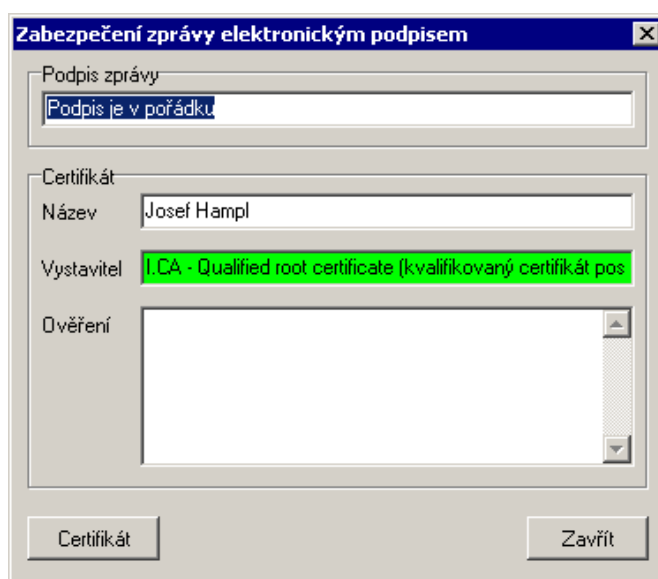 Zabezpečení zprávy elektronickým podpisem
Podpis zprávy
Podpis je v pořádku
Certifikát
Název
Josef Hampl
Vystavitel
I.CA - Qualified root certificate (kvalifikovaný certifikát pos
Ověření
Certifikát
Zavřít